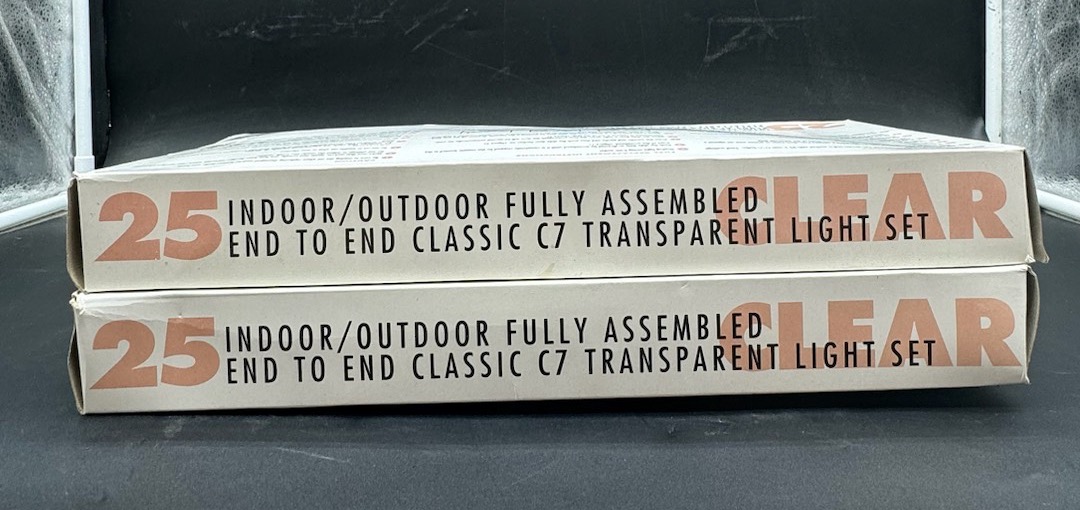 25 INDOOR/OUTDOOR FULLY ASSEMBLED CLEAR
END TO END CLASSIC C7 TRANSPARENT LIGHT SET
25 INDOOR/OUTDOOR FULLY ASSEMBLED CLEAR
END TO END CLASSIC C7 TRANSPARENT LIGHT SET